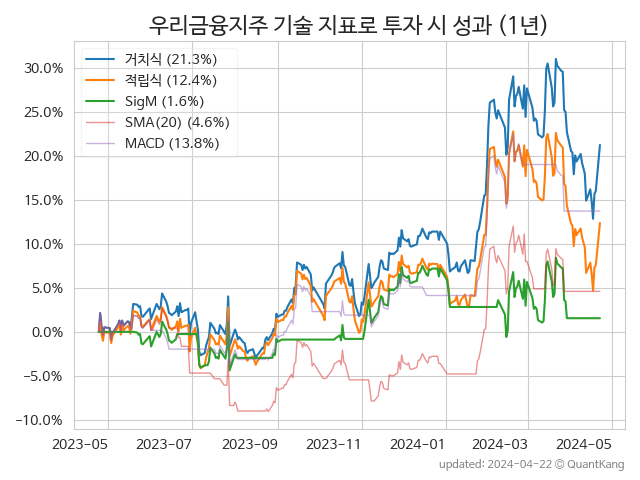 우리금융지주 기술 지표로 투자 시 성과 (1년)
거치식 (21.3%)
적립식 (12.4%)
SigM (1.6%)
SMA(20) (4.6%)
MACD (13.8%)
30.0%
25.0%
20.0%
15.0%
10.0%
5.0%
0.0%
−5.0%
−10.0%
2023-05 2023-07 2023-09 2023-11 2024-01 2024-03 2024-05
updated: 2024-04-22 © QuantKang